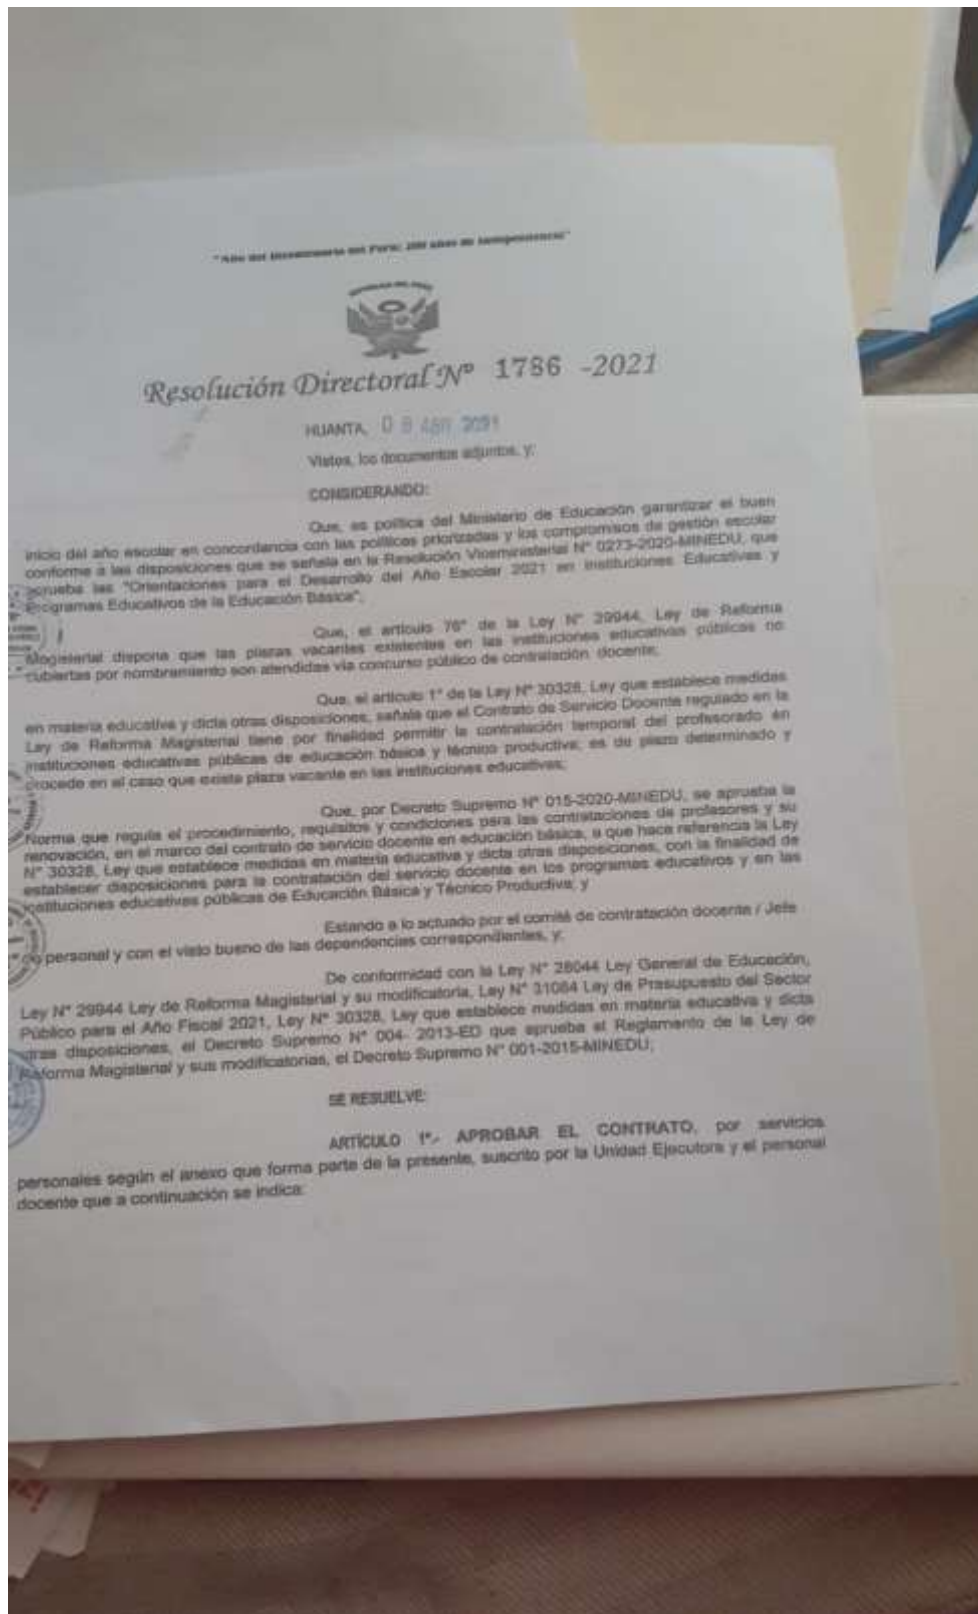 "Año del Bicentenario del Perú: 200 años de Independencia"
REPÚBLICA DEL PERÚ
Resolución Directoral Nº 1786 -2021
HUANTA, ABR 2021
Vistos, los documentos adjuntos, y;
CONSIDERANDO:
Que, es política del Ministerio de Educación garantizar el buen
inicio del año escolar en concordancia con las políticas priorizadas y los compromisos de gestión escolar
conforme a las disposiciones que se señala en la Resolución Viceministerial N° 0273-2020-MINEDU, que
aprueba las "Orientaciones para el Desarrollo del Año Escolar 2021 en Instituciones Educativas y
Programas Educativos de la Educación Básica";
Que, el artículo 76° de la Ley N° 29944, Ley de Reforma
Magisterial dispone que las plazas vacantes existentes en las instituciones educativas públicas no
cubiertas por nombramiento son atendidas vía concurso público de contratación docente;
Que, el artículo 1° de la Ley N° 30328, Ley que establece medidas
en materia educativa y dicta otras disposiciones, señala que el Contrato de Servicio Docente regulado en la
Ley de Reforma Magisterial tiene por finalidad permitir la contratación temporal del profesorado en
instituciones educativas públicas de educación básica y técnico productiva; es de plazo determinado y
procede en el caso que exista plaza vacante en las instituciones educativas;
Que, por Decreto Supremo N° 015-2020-MINEDU, se aprueba la
Norma que regula el procedimiento, requisitos y condiciones para las contrataciones de profesores y su
renovación, en el marco del contrato de servicio docente en educación básica, a que hace referencia la Ley
N° 30328, Ley que establece medidas en materia educativa y dicta otras disposiciones, con la finalidad de
establecer disposiciones para la contratación del servicio docente en los programas educativos y en las
instituciones educativas públicas de Educación Básica y Técnico Productiva; y
Estando a lo actuado por el comité de contratación docente / Jefe
de personal y con el visto bueno de las dependencias correspondientes, y;
De conformidad con la Ley N° 28044 Ley General de Educación,
Ley N° 29944 Ley de Reforma Magisterial y su modificatoria, Ley N° 31084 Ley de Presupuesto del Sector
Público para el Año Fiscal 2021, Ley N° 30328, Ley que establece medidas en materia educativa y dicta
otras disposiciones, el Decreto Supremo N° 004- 2013-ED que aprueba el Reglamento de la Ley de
Reforma Magisterial y sus modificatorias, el Decreto Supremo N° 001-2015-MINEDU;
SE RESUELVE:
ARTÍCULO 1°.- APROBAR EL CONTRATO, por servicios
personales según el anexo que forma parte de la presente, suscrito por la Unidad Ejecutora y el personal
docente que a continuación se indica: